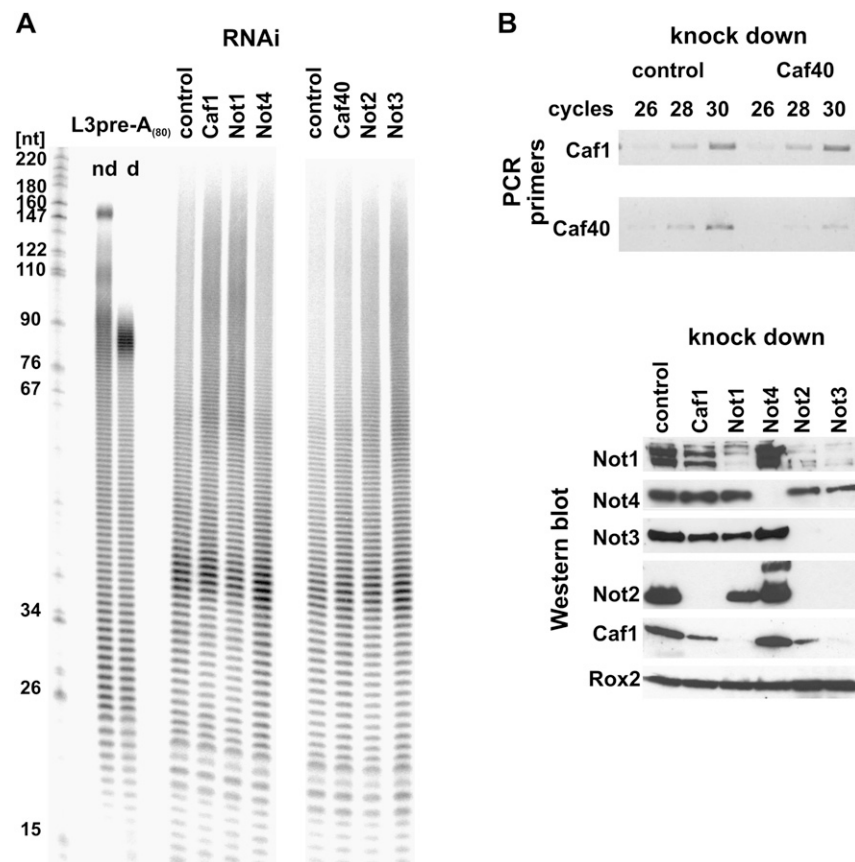 A
RNAi
control
Caf1
Not1
Not4
control
Caf40
Not2
Not3
L3pre-A(80)
[nt]
nd d
220
180
160
147
122
110
90
76
67
34
26
15
B
knock down
control Caf40
cycles 26 28 30 26 28 30
PCR primers
Caf1
Caf40
knock down
control
Caf1
Not1
Not4
Not2
Not3
Western blot
Not1
Not4
Not3
Not2
Caf1
Rox2